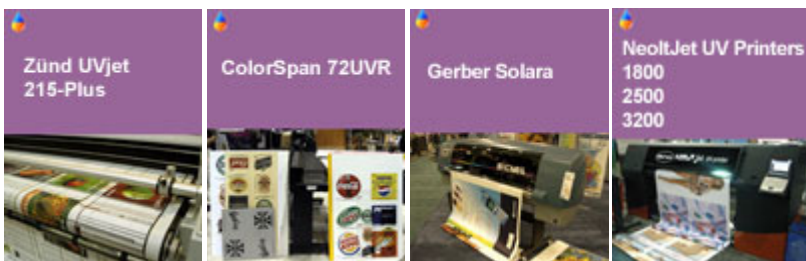 Zünd UVjet
215-Plus
ColorSpan 72UVR
Gerber Solara
NeoltJet UV Printers
1800
2500
3200